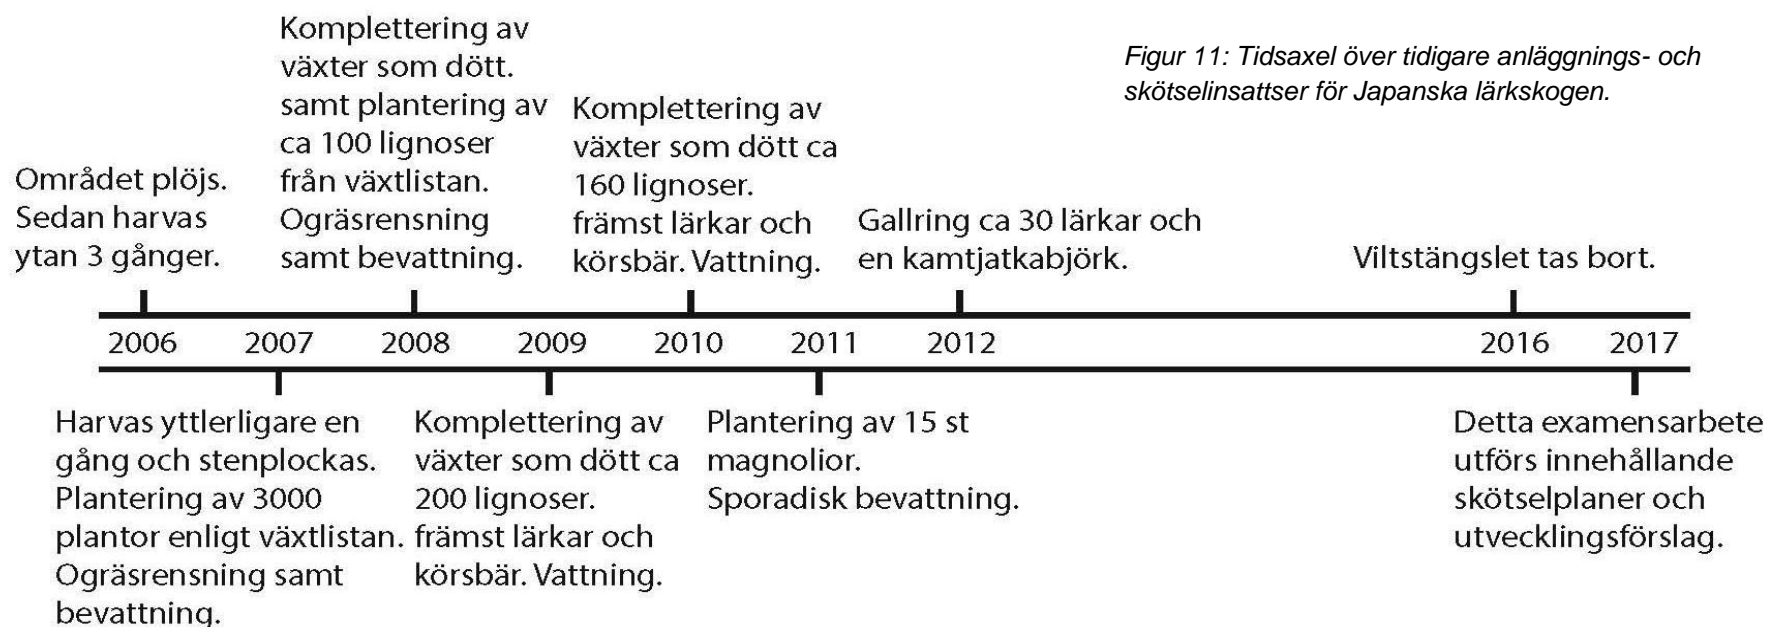 Figur 11: Tidsaxel över tidigare anläggnings- och
skötselinsattser för Japanska lärkskogen.
Området plöjs.
Sedan harvas
ytan 3 gånger.
Komplettering av
växter som dött.
samt plantering av
ca 100 lignoser
från växtlistan.
Ogräsrensning
samt bevattning.
Komplettering av
växter som dött ca
160 lignoser.
främst lärkar och
körsbär. Vattning.
Gallring ca 30 lärkar och
en kamtjatkabjörk.
Viltstängslet tas bort.
2006 2007 2008 2009 2010 2011 2012 2016 2017
Harvas yttlerligare en
gång och stenplockas.
Plantering av 3000
plantor enligt växtlistan.
Ogräsrensning samt
bevattning.
Komplettering av
växter som dött ca
200 lignoser.
främst lärkar och
körsbär. Vattning.
Plantering av 15 st
magnolior.
Sporadisk bevattning.
Detta examensarbete
utförs innehållande
skötselplaner och
utvecklingsförslag.